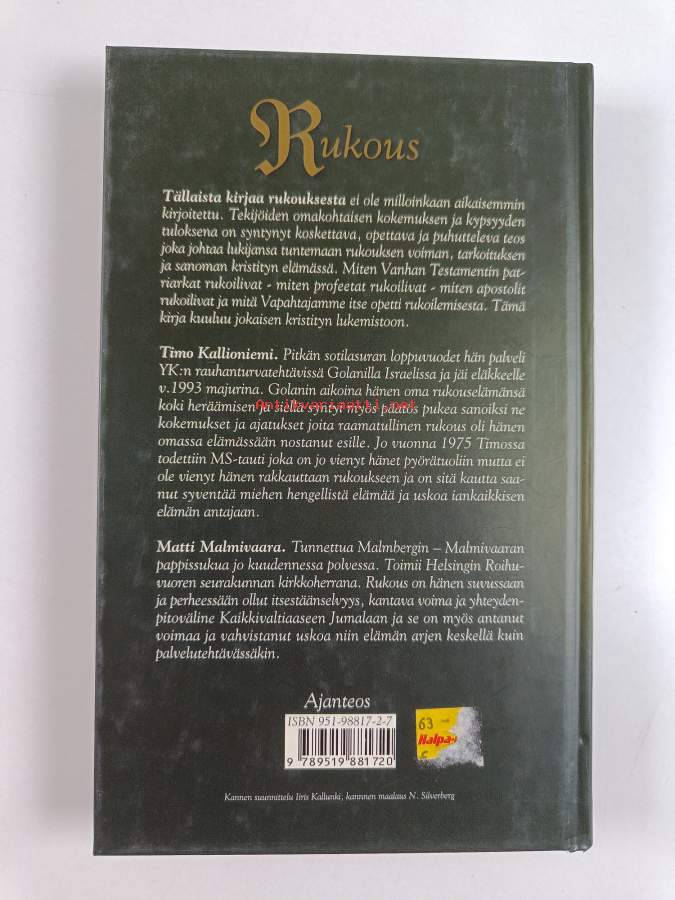 Rukous
Tällaista kirjaa rukouksesta ei ole milloinkaan aikaisemmin
kirjoitettu. Tekijöiden omakohtaisen kokemuksen ja kypsyyden
tuloksena on syntynyt koskettava, opettava ja puhutteleva teos
joka johtaa lukijansa tuntemaan rukouksen voiman, tarkoituksen
ja sanoman kristityn elämässä. Miten Vanhan Testamentin pat-
riarkat rukoilivat - miten profeetat rukoilivat - miten apostolit
rukoilivat ja mitä Vapahtajamme itse opetti rukoilemisesta. Tämä
kirja kuuluu jokaisen kristityn lukemistoon.
Timo Kallioniemi. Pitkän sotilasuran loppuvuodet hän palveli
YK:n rauhanturvatehtävissä Golanilla Israelissa ja jäi eläkkeelle
v.1993 majurina. Golanin aikoina hänen oma rukouselämänsä
koki heräämisen ja siellä syntyi myös päätös pukea sanoiksi ne
Antikvariaatti.net
kokemukset ja ajatukset joita raamatullinen rukous oli hänen
omassa elämässään nostanut esille. Jo vuonna 1975 Timossa
todettiin MS-tauti joka on jo vienyt hänet pyörätuoliin mutta ei
ole vienyt hänen rakkauttaan rukoukseen ja on sitä kautta saa-
nut syventää miehen hengellistä elämää ja uskoa iankaikkisen
elämän antajaan.
Matti Malmivaara. Tunnettua Malmbergin – Malmivaaran
pappissukua jo kuudennessa polvessa. Toimii Helsingin Roihu-
vuoren seurakunnan kirkkoherrana. Rukous on hänen suvussaan
ja perheessään ollut itsestäänselvyys, kantava voima ja yhteyden-
pitoväline Kaikkivaltiaaseen Jumalaan ja se on myös antanut
voimaa ja vahvistanut uskoa niin elämän arjen keskellä kuin
palvelutehtävässäkin.
Ajanteos
ISBN 951-98817-2-7
9 789519 881720
63
Kannen suunnittelu Iiris Kallunki, kannnen maalaus N. Silverberg